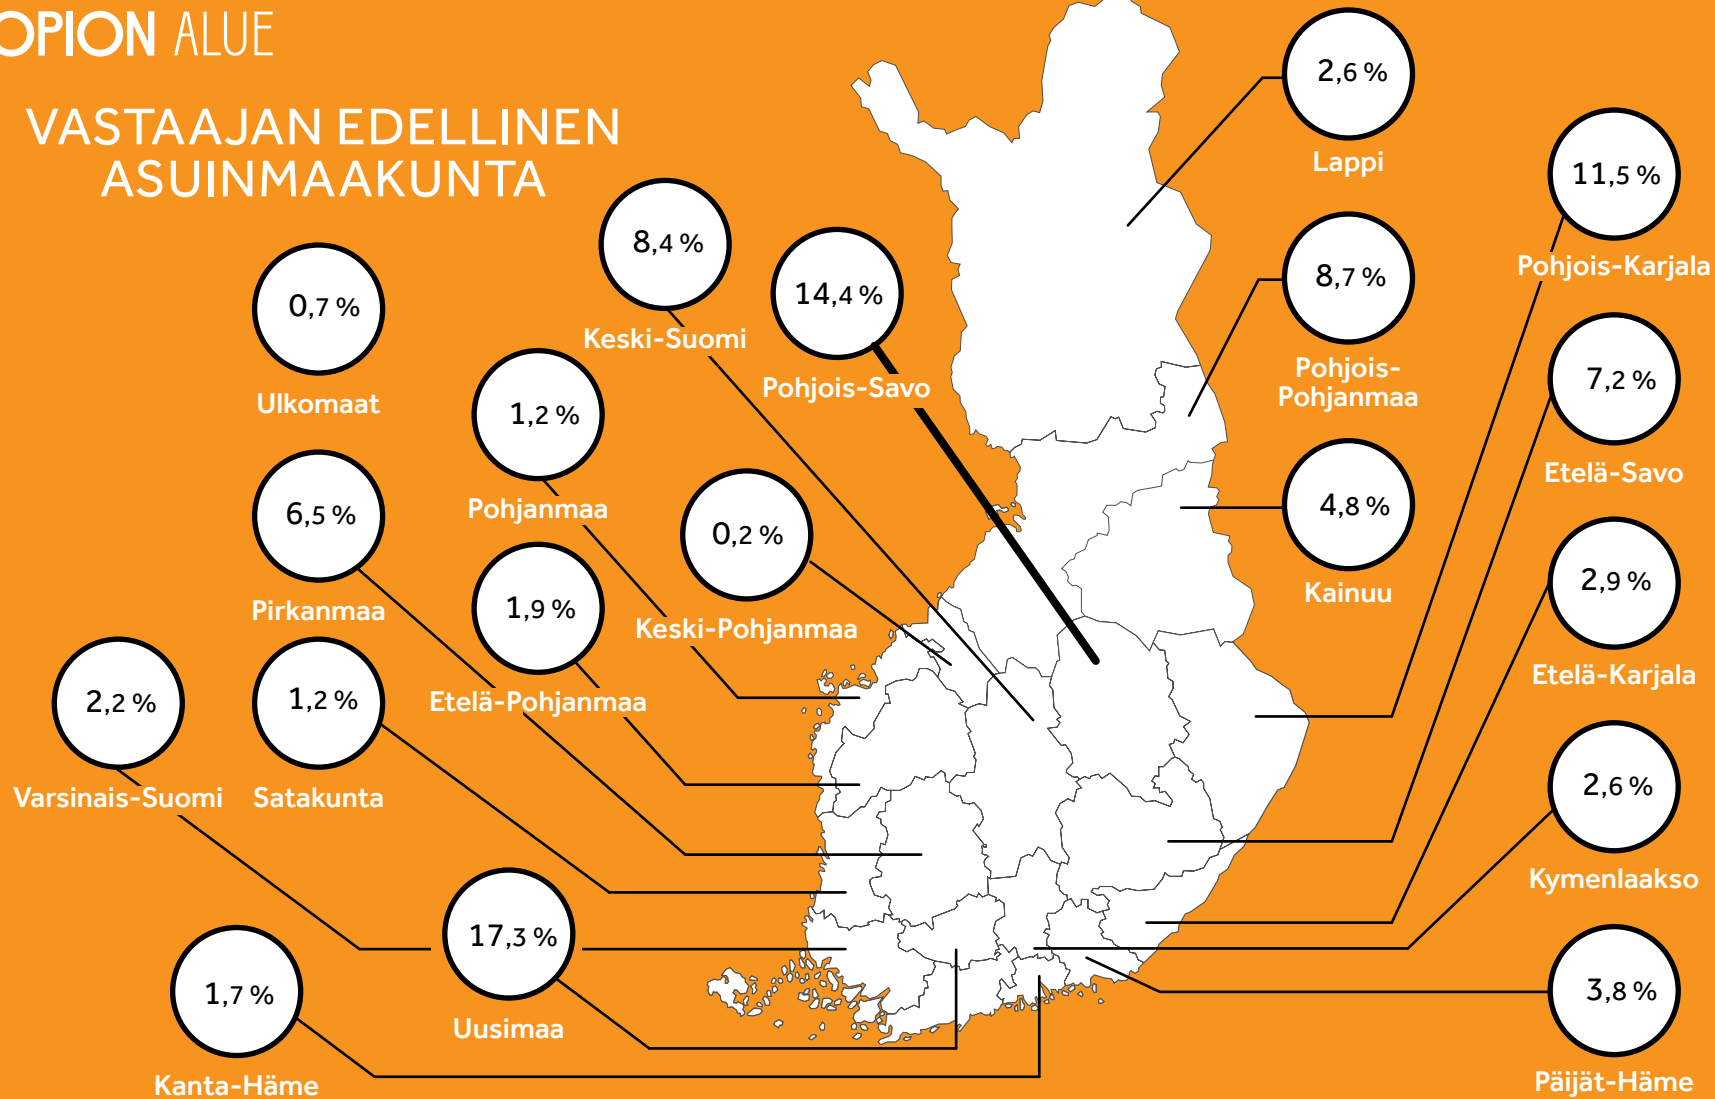 OPION ALUE
VASTAAJAN EDELLINEN
ASUINMAAKUNTA
2,6 %
Lappi
11,5 %
Pohjois-Karjala
8,4 %
Keski-Suomi
14,4 %
Pohjois-Savo
8,7 %
Pohjois-
Pohjanmaa
0,7 %
Ulkomaat
7,2 %
Etelä-Savo
1,2 %
Pohjanmaa
6,5 %
Pirkanmaa
0,2 %
Keski-Pohjanmaa
4,8 %
Kainuu
1,9 %
Etelä-Pohjanmaa
2,9 %
Etelä-Karjala
2,2 %
Varsinais-Suomi
1,2 %
Satakunta
2,6 %
Kymenlaakso
17,3 %
Uusimaa
1,7 %
Kanta-Häme
3,8 %
Päijät-Häme